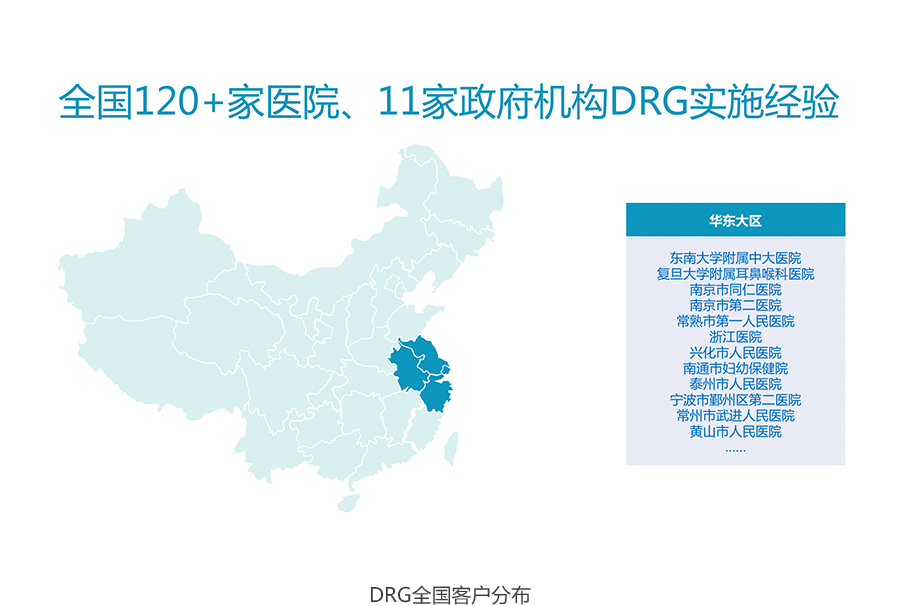 全国120+家医院、11家政府机构DRG实施经验
华东大区
东南大学附属中大医院
复旦大学附属耳鼻喉科医院
南京市同仁医院
南京市第二医院
常熟市第一人民医院
浙江医院
兴化市人民医院
南通市妇幼保健院
泰州市人民医院
宁波市鄞州区第二医院
常州市武进人民医院
黄山市人民医院
······
DRG全国客户分布